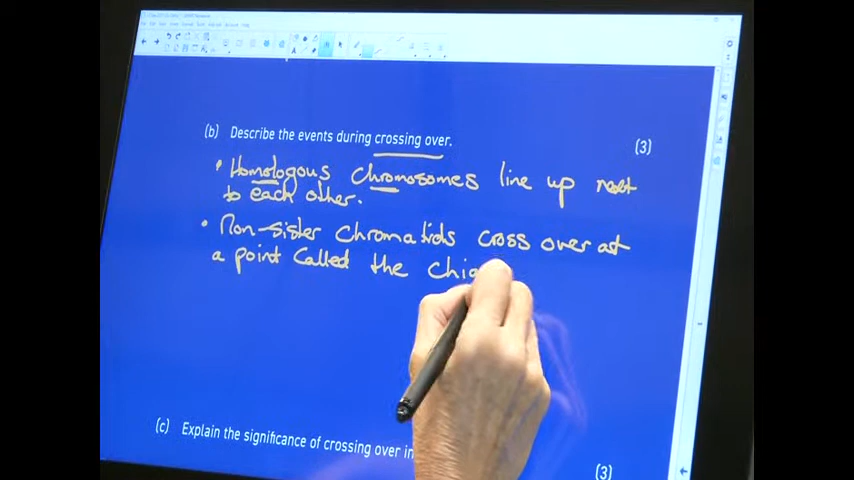 (b) Describe the events during crossing over.
(3)
• Homologous chromosomes line up next
to each other.
• Non-sister chromatids cross over at
a point called the chia
(c) Explain the significance of crossing over in
(3)